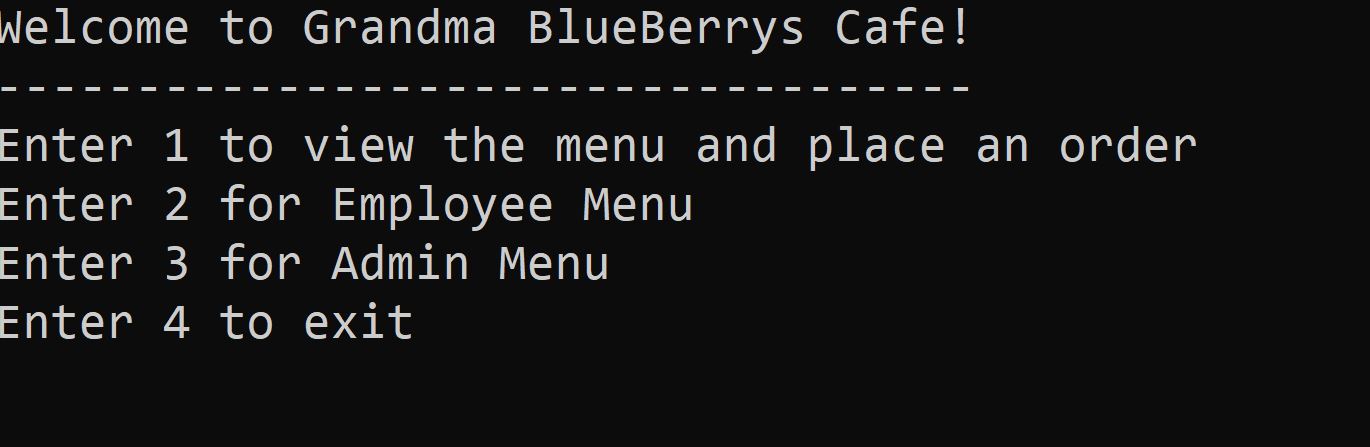 Welcome to Grandma BlueBerrys Cafe!
-----------------------------------
Enter 1 to view the menu and place an order
Enter 2 for Employee Menu
Enter 3 for Admin Menu
Enter 4 to exit